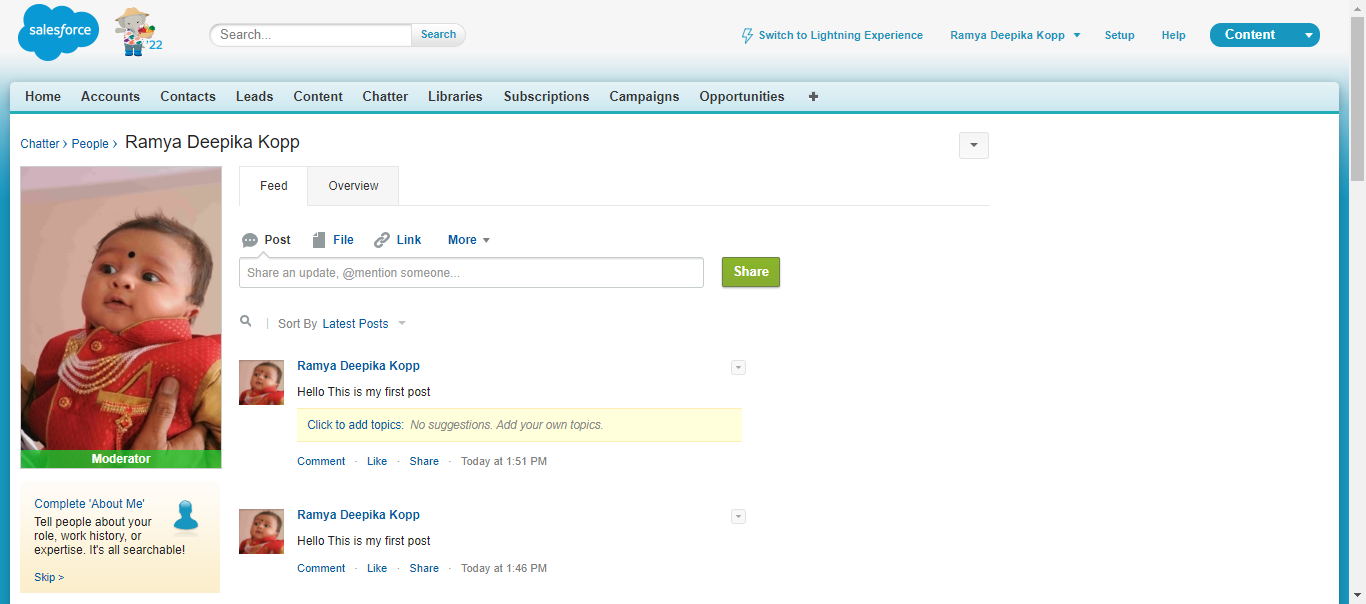 salesforce
'22
Search...
Search
Switch to Lightning Experience
Ramya Deepika Kopp
Setup
Help
Content
Home Accounts Contacts Leads Content Chatter Libraries Subscriptions Campaigns Opportunities +
Chatter › People › Ramya Deepika Kopp
Feed
Overview
Post
File
Link
More
Share an update, @mention someone...
Share
Sort By Latest Posts
Ramya Deepika Kopp
Hello This is my first post
Click to add topics: No suggestions. Add your own topics.
Comment · Like · Share · Today at 1:51 PM
Ramya Deepika Kopp
Hello This is my first post
Comment · Like · Share · Today at 1:46 PM
Moderator
Complete 'About Me'
Tell people about your
role, work history, or
expertise. It's all searchable!
Skip >